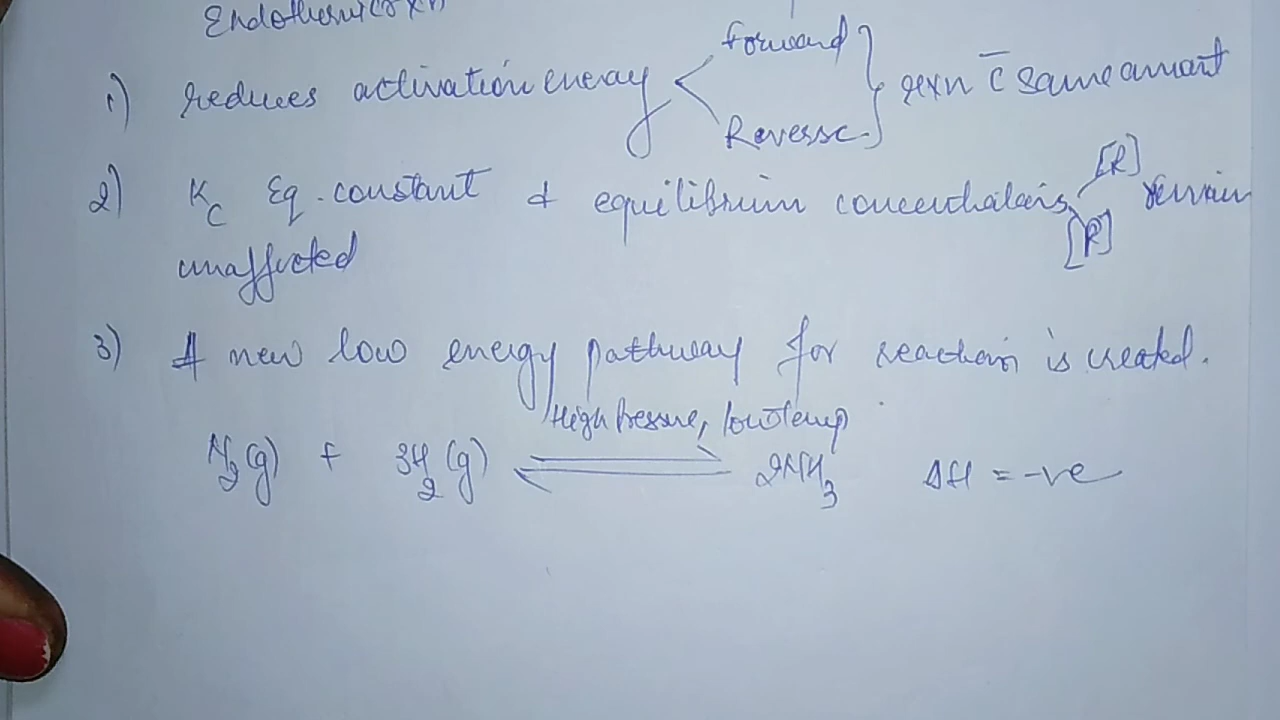 Endothermic rxn
forward
1) reduces activation energy < } rxn c̄ same amount
Reverse
[R]
2) Kc Eq. constant & equilibrium concentrations remain
[P]
unaffected
3) A new low energy pathway for reaction is created.
High Pressure, low Temp
N2(g) + 3H2(g) ⇌ 2NH3 ΔH = -ve